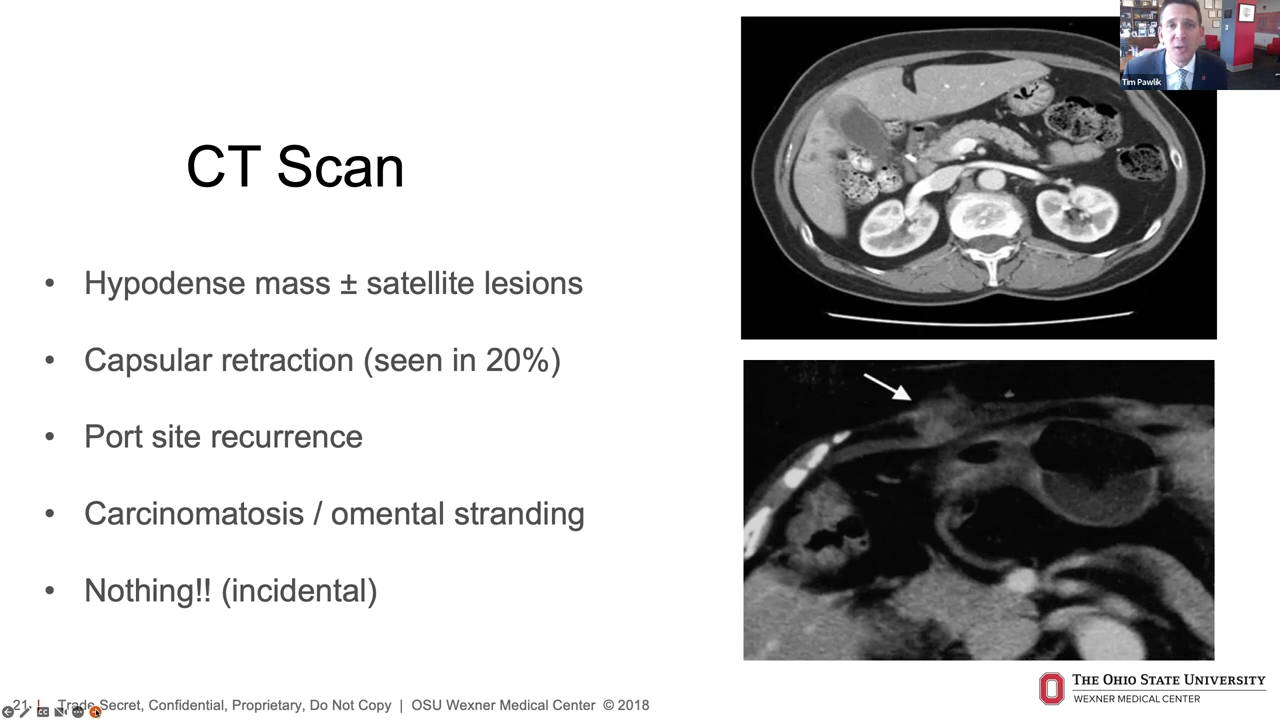 CT Scan
• Hypodense mass ± satellite lesions
• Capsular retraction (seen in 20%)
• Port site recurrence
• Carcinomatosis / omental stranding
• Nothing!! (incidental)
Tim Pawlik
21 | Trade Secret, Confidential, Proprietary, Do Not Copy | OSU Wexner Medical Center © 2018
THE OHIO STATE UNIVERSITY
WEXNER MEDICAL CENTER